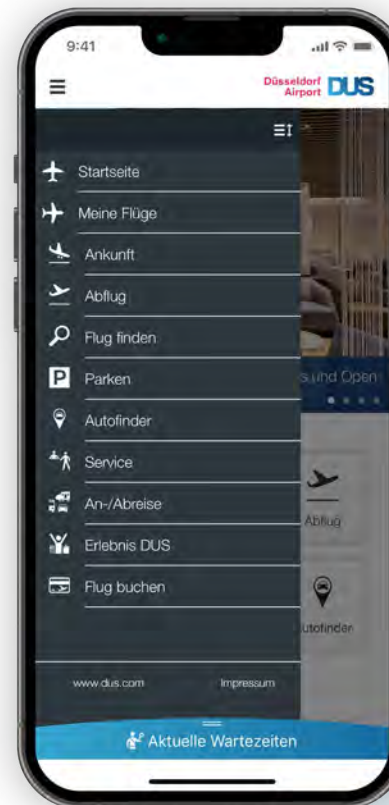 9:41
Düsseldorf
Airport DUS
Startseite
Meine Flüge
Ankunft
Abflug
Flug finden
P Parken
s und Open
Autofinder
Service
An-/Abreise
Abflug
Erlebnis DUS
Flug buchen
utofinder
www.dus.com Impressum
Aktuelle Wartezeiten